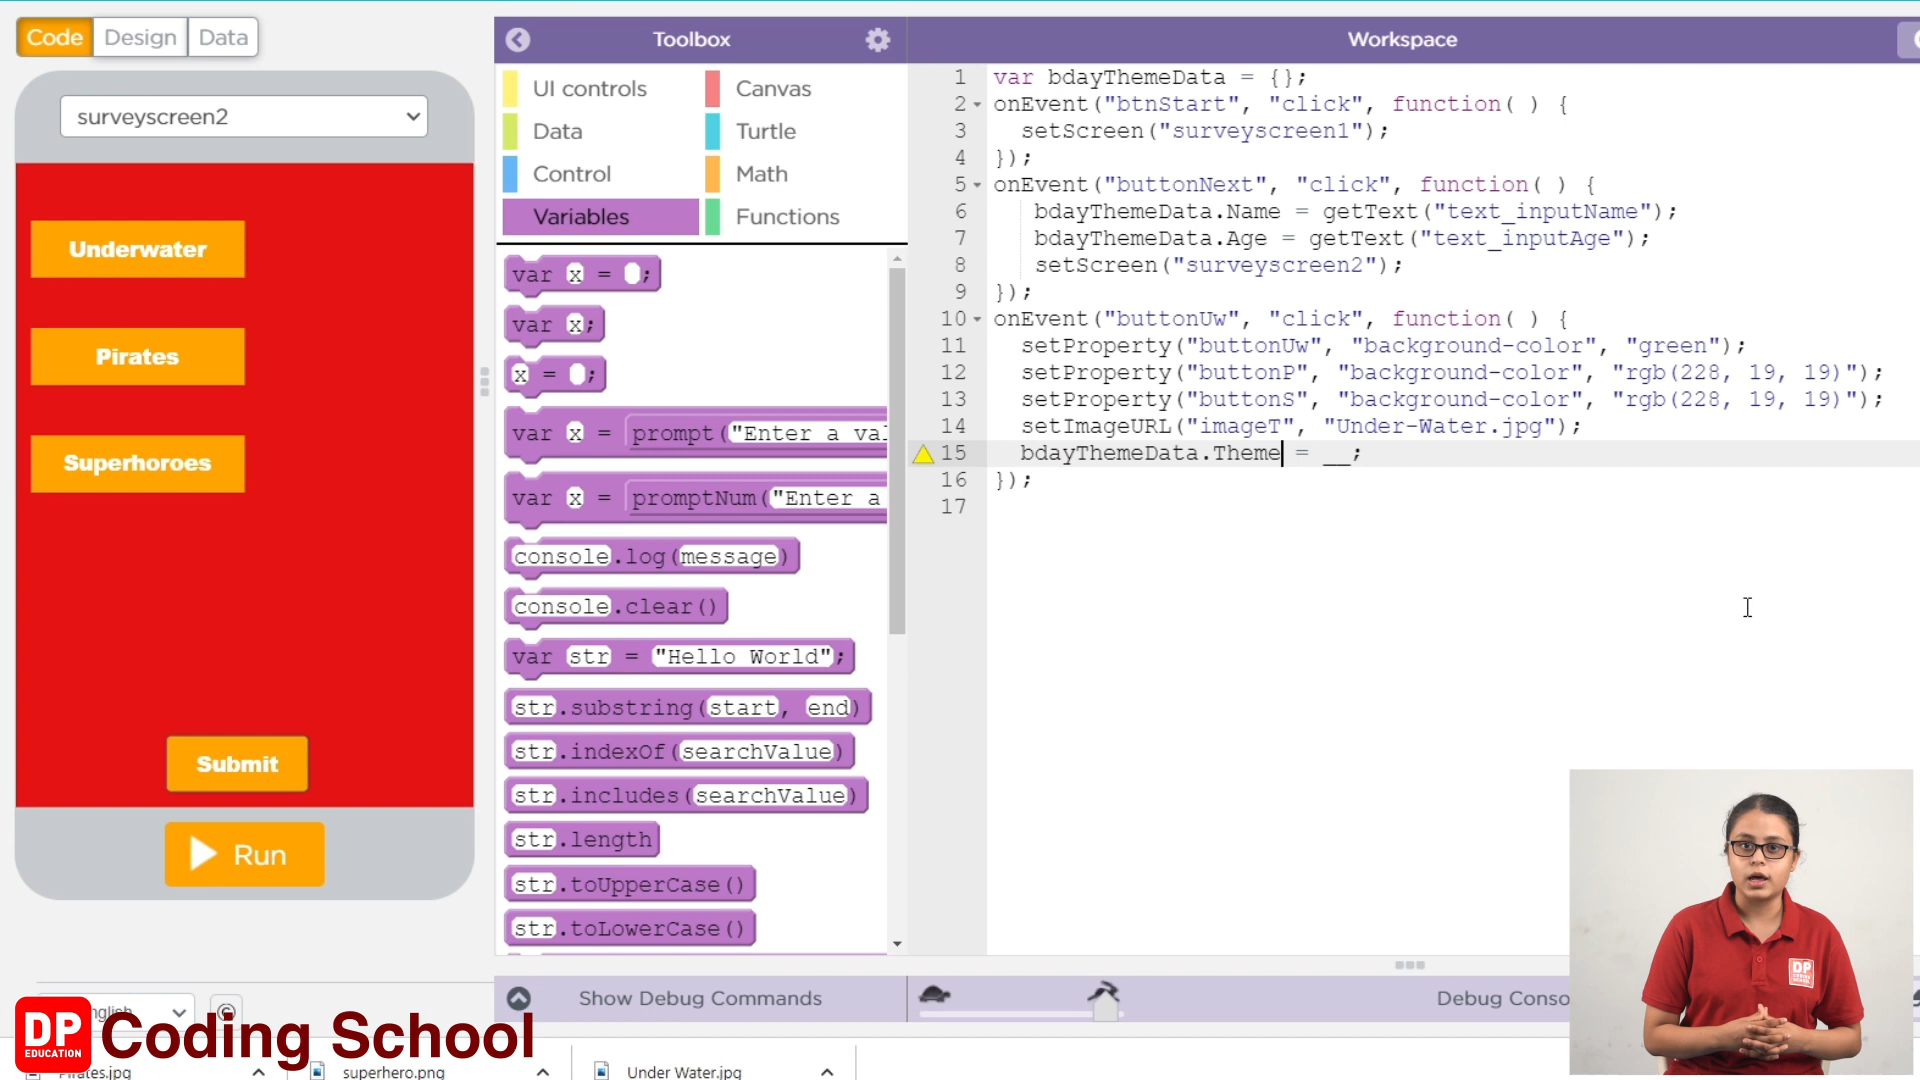 Code Design Data
surveyscreen2
Underwater
Pirates
Superhoroes
Submit
Run
Toolbox
UI controls Canvas
Data Turtle
Control Math
Variables Functions
var x = ;
var x;
x = ;
var x = prompt("Enter a val
var x = promptNum("Enter a
console.log(message)
console.clear()
var str = "Hello World";
str.substring(start, end)
str.indexOf(searchValue)
str.includes(searchValue)
str.length
str.toUpperCase()
str.toLowerCase()
Workspace
1 var bdayThemeData = {};
2 onEvent("btnStart", "click", function( ) {
3 setScreen("surveyscreen1");
4 });
5 onEvent("buttonNext", "click", function( ) {
6 bdayThemeData.Name = getText("text_inputName");
7 bdayThemeData.Age = getText("text_inputAge");
8 setScreen("surveyscreen2");
9 });
10 onEvent("buttonUw", "click", function( ) {
11 setProperty("buttonUw", "background-color", "green");
12 setProperty("buttonP", "background-color", "rgb(228, 19, 19)");
13 setProperty("buttonS", "background-color", "rgb(228, 19, 19)");
14 setImageURL("imageT", "Under-Water.jpg");
15 bdayThemeData.Theme = __;
16 });
17
Show Debug Commands
Debug Conso
DP
EDUCATION
Coding School
DP
superhero.png
Under Water.jpg